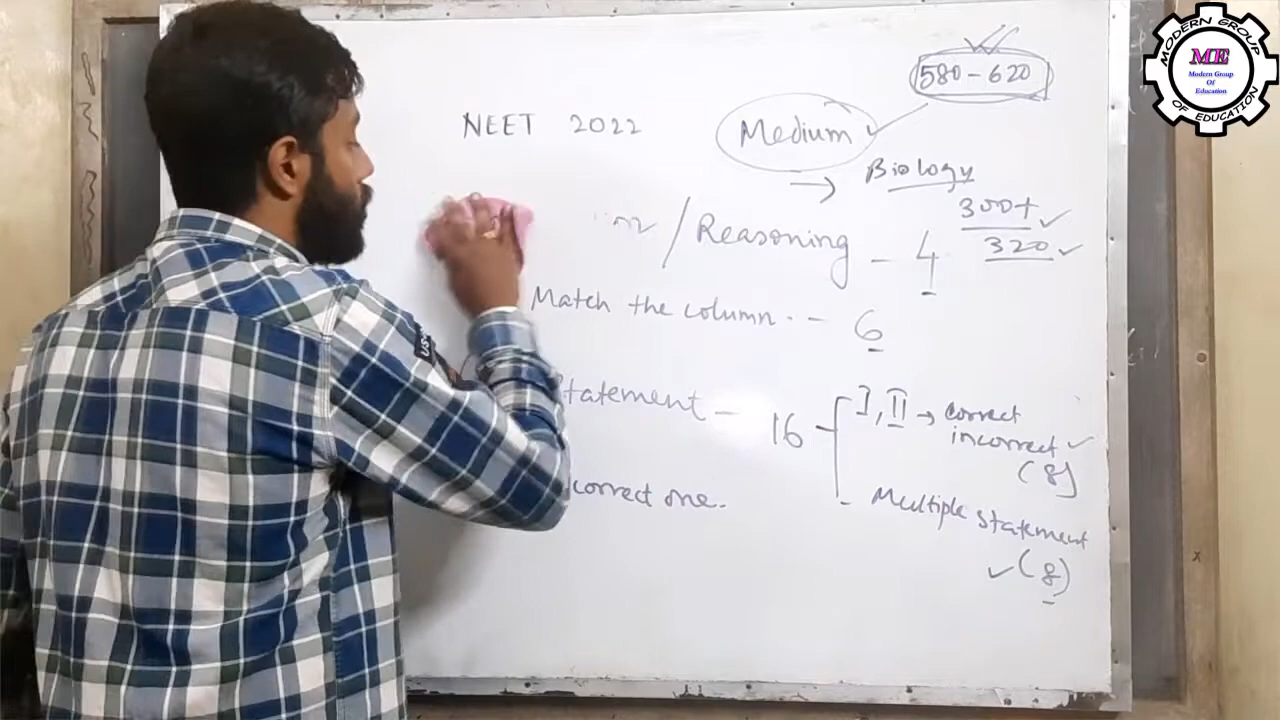 580-620
NEET 2022
Medium
→ Biology
300+
320
/Reasoning - 4
Match the column. - 6
Statement - 16
I, II → correct
incorrect
(8)
correct one.
Multiple Statement
(8)
MODERN GROUP
ME
Modern Group
Of
Education
OF EDUCATION